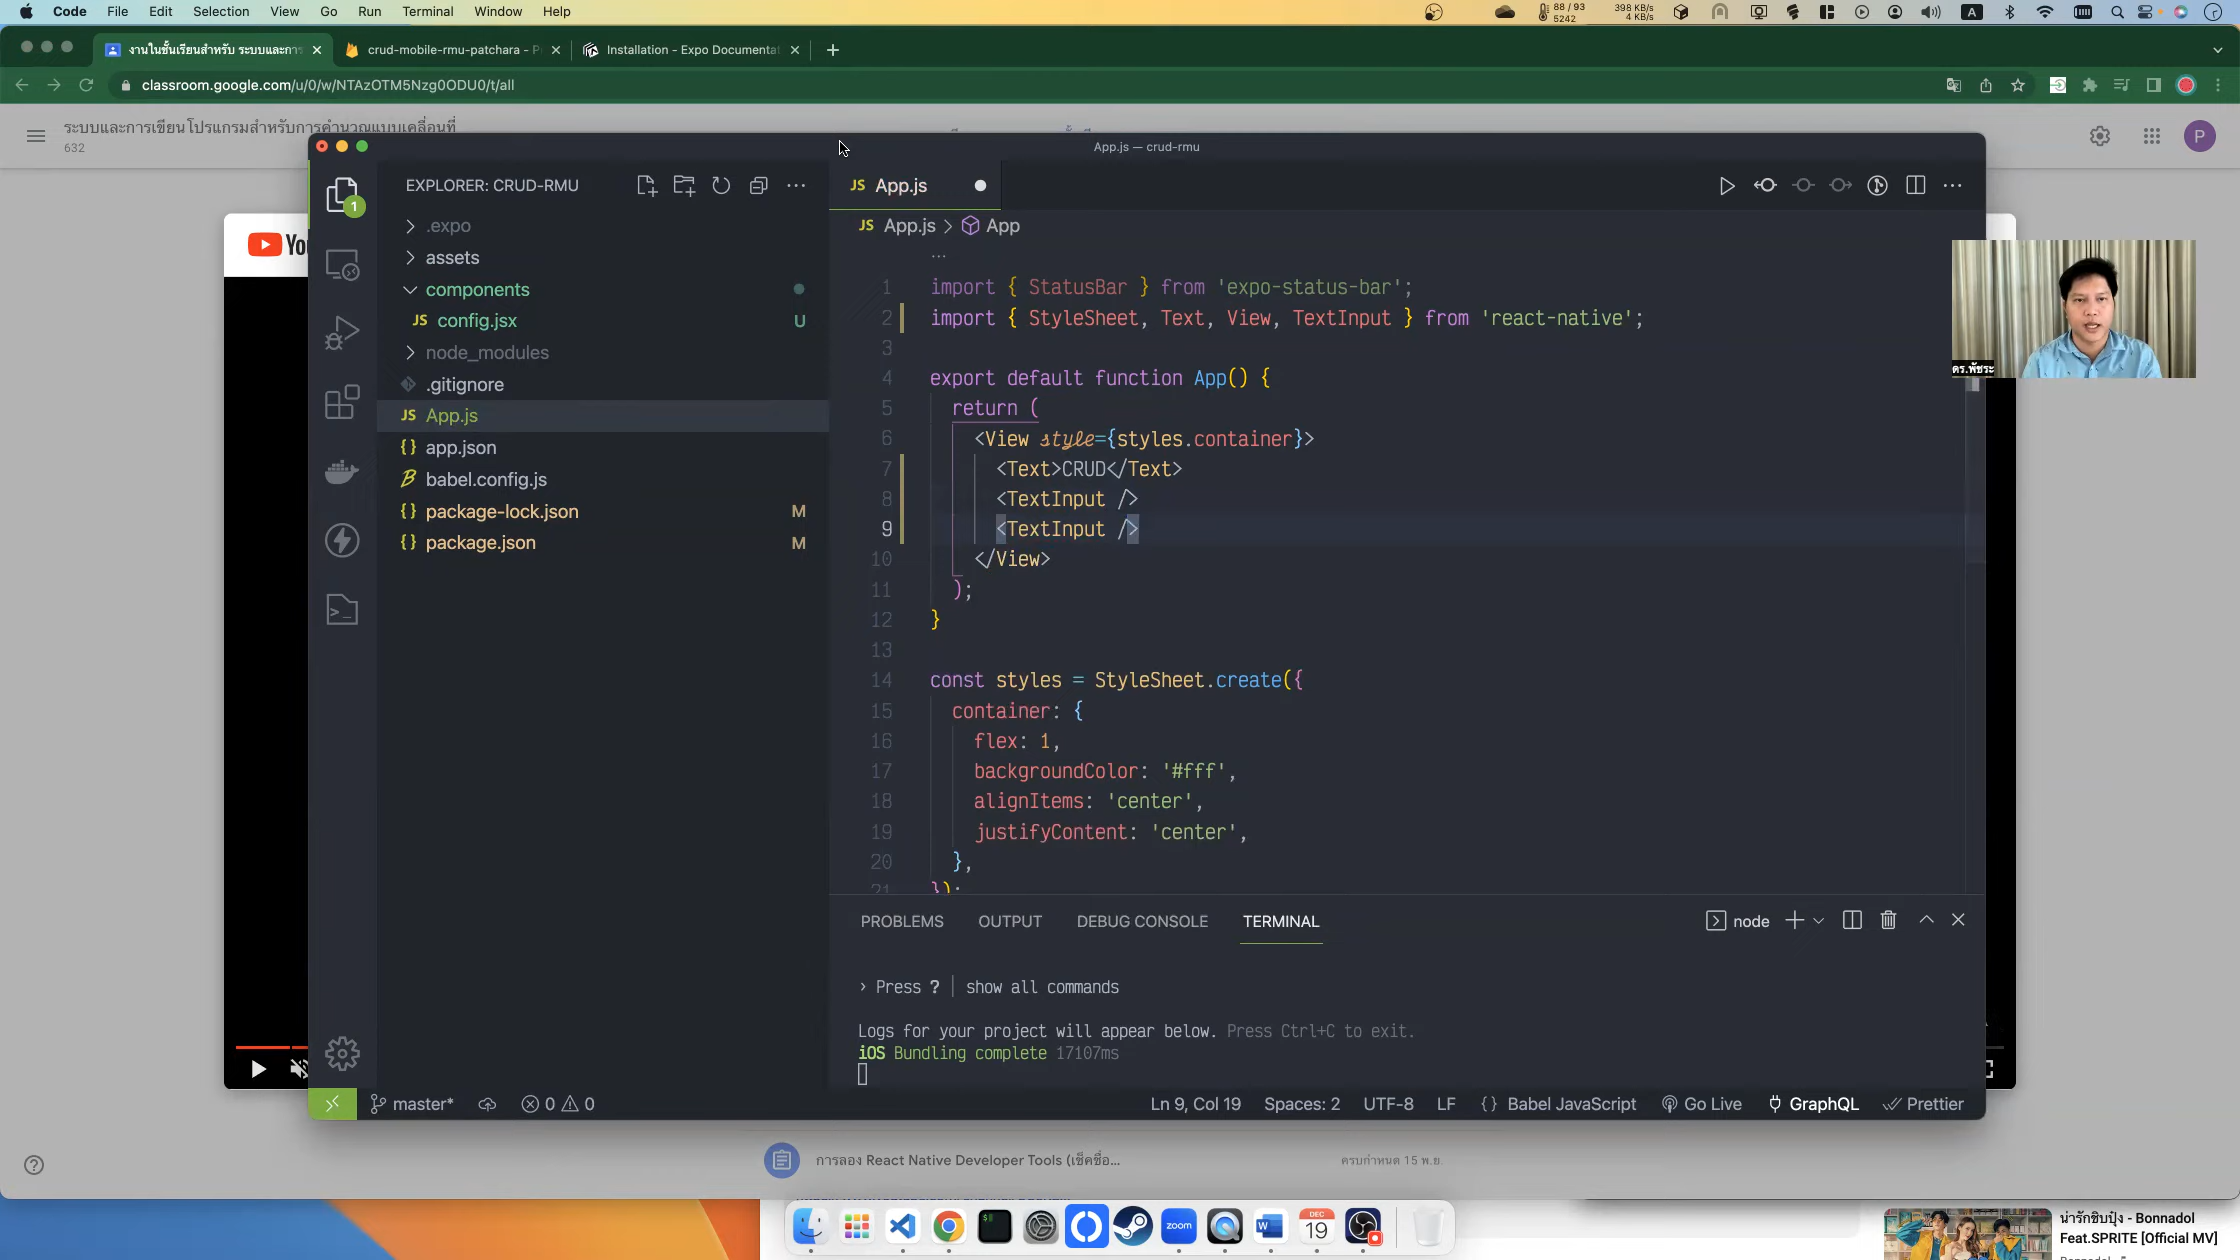 Code File Edit Selection View Go Run Terminal Window Help
88 / 93
5242
398 KB/s
4 KB/s
A
งานในชั้นเรียนสำหรับ ระบบและการ
crud-mobile-rmu-patchara - P
Installation - Expo Documentat
classroom.google.com/u/0/w/NTAzOTM5Nzg0ODU0/t/all
ระบบและการเขียนโปรแกรมสำหรับการคำนวณแบบเคลื่อนที่
632
P
App.js — crud-rmu
You
EXPLORER: CRUD-RMU
1
.expo
assets
components
JS config.jsx U
node_modules
.gitignore
JS App.js
{} app.json
babel.config.js
{} package-lock.json M
{} package.json M
JS App.js
JS App.js > App
...
1 import { StatusBar } from 'expo-status-bar';
2 import { StyleSheet, Text, View, TextInput } from 'react-native';
3
4 export default function App() {
5 return (
6 <View style={styles.container}>
7 <Text>CRUD</Text>
8 <TextInput />
9 <TextInput />
10 </View>
11 );
12 }
13
14 const styles = StyleSheet.create({
15 container: {
16 flex: 1,
17 backgroundColor: '#fff',
18 alignItems: 'center',
19 justifyContent: 'center',
20 },
21 });
ดร.พัชระ
PROBLEMS OUTPUT DEBUG CONSOLE TERMINAL
node
› Press ? │ show all commands
Logs for your project will appear below. Press Ctrl+C to exit.
iOS Bundling complete 17107ms
master* 0 0
Ln 9, Col 19 Spaces: 2 UTF-8 LF {} Babel JavaScript Go Live GraphQL Prettier
การลอง React Native Developer Tools (เช็คชื่อ...
ครบกำหนด 15 พ.ย.
zoom
W
DEC
19
น่ารักซิบปุ๋ง - Bonnadol
Feat.SPRITE [Official MV]